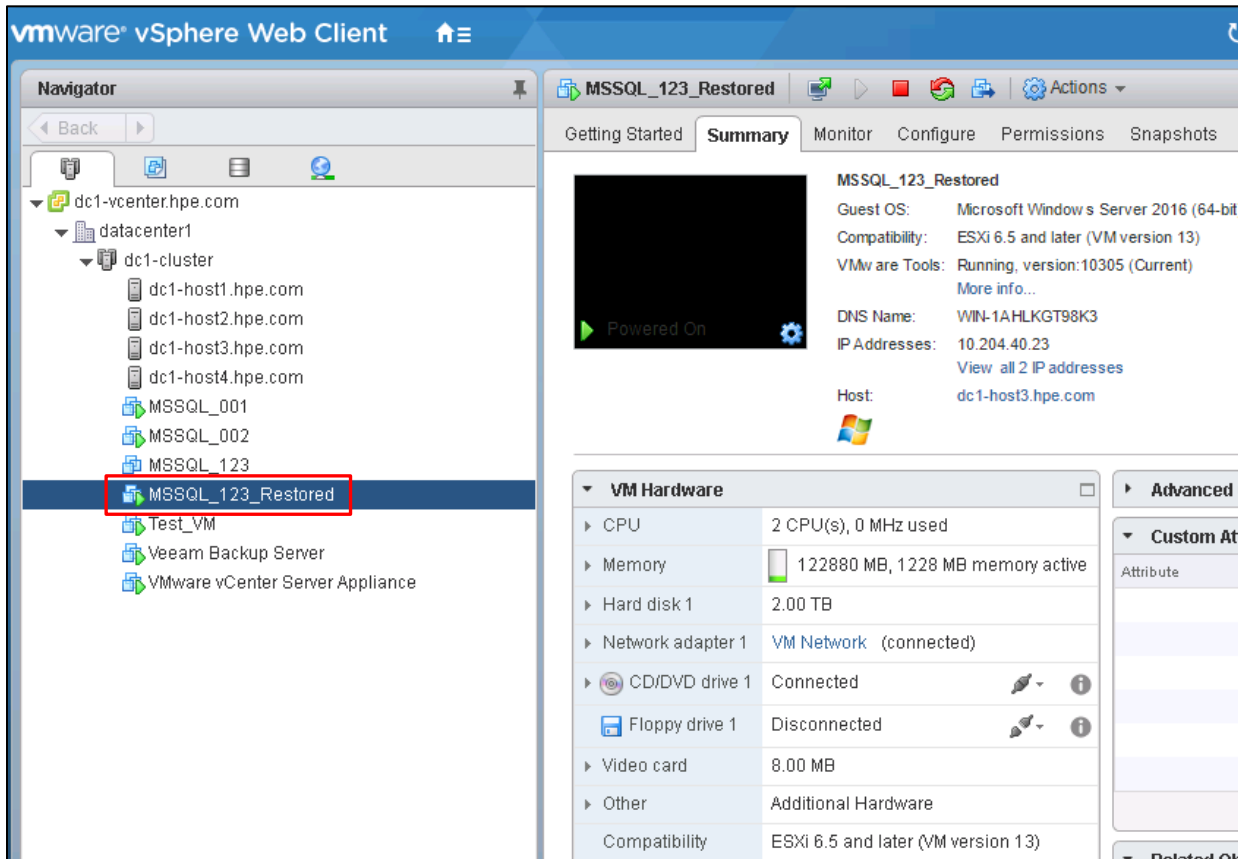 vmware® vSphere Web Client
Navigator
Back
dc1-vcenter.hpe.com
datacenter1
dc1-cluster
dc1-host1.hpe.com
dc1-host2.hpe.com
dc1-host3.hpe.com
dc1-host4.hpe.com
MSSQL_001
MSSQL_002
MSSQL_123
MSSQL_123_Restored
Test_VM
Veeam Backup Server
VMware vCenter Server Appliance
MSSQL_123_Restored Actions
Getting Started Summary Monitor Configure Permissions Snapshots
Powered On
MSSQL_123_Restored
Guest OS: Microsoft Windows Server 2016 (64-bit
Compatibility: ESXi 6.5 and later (VM version 13)
VMware Tools: Running, version:10305 (Current)
More info...
DNS Name: WIN-1AHLKGT98K3
IP Addresses: 10.204.40.23
View all 2 IP addresses
Host: dc1-host3.hpe.com
VM Hardware
CPU 2 CPU(s), 0 MHz used
Memory 122880 MB, 1228 MB memory active
Hard disk 1 2.00 TB
Network adapter 1 VM Network (connected)
CD/DVD drive 1 Connected
Floppy drive 1 Disconnected
Video card 8.00 MB
Other Additional Hardware
Compatibility ESXi 6.5 and later (VM version 13)
Advanced
Custom At
Attribute
Related Ob